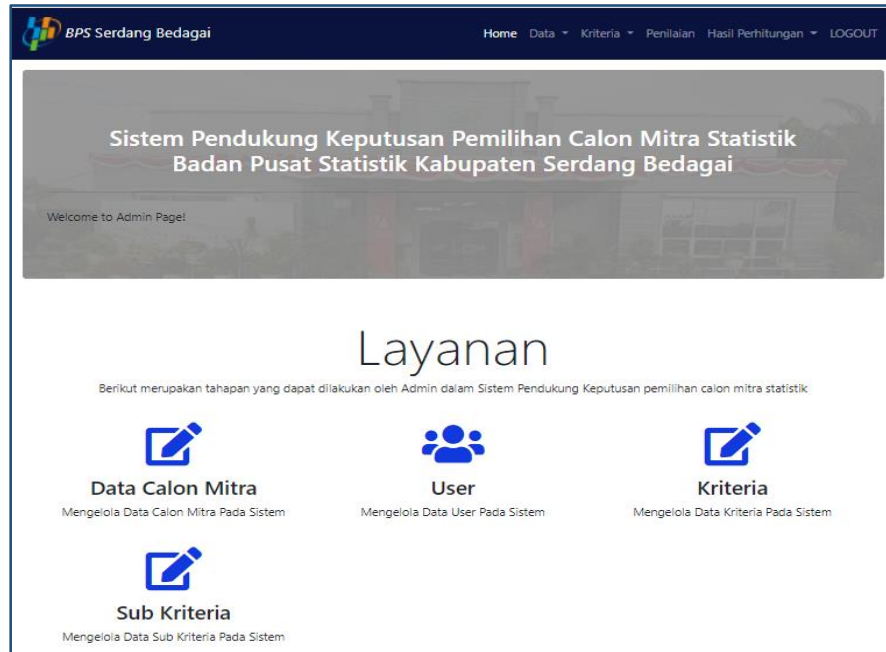 BPS Serdang Bedagai
Home Data Kriteria Penilaian Hasil Perhitungan LOGOUT
Sistem Pendukung Keputusan Pemilihan Calon Mitra Statistik
Badan Pusat Statistik Kabupaten Serdang Bedagai
Welcome to Admin Page!
Layanan
Berikut merupakan tahapan yang dapat dilakukan oleh Admin dalam Sistem Pendukung Keputusan pemilihan calon mitra statistik
Data Calon Mitra
Mengelola Data Calon Mitra Pada Sistem
User
Mengelola Data User Pada Sistem
Kriteria
Mengelola Data Kriteria Pada Sistem
Sub Kriteria
Mengelola Data Sub Kriteria Pada Sistem